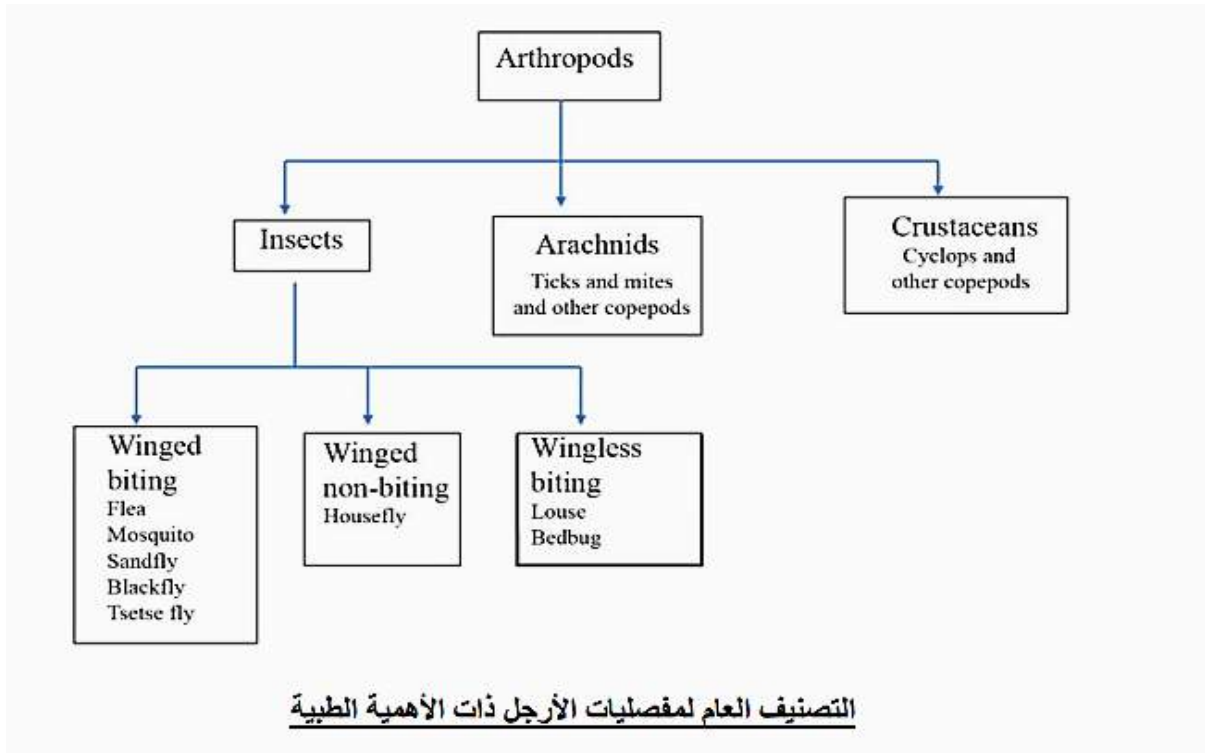 Arthropods
Insects
Arachnids
Ticks and mites
and other copepods
Crustaceans
Cyclops and
other copepods
Winged
biting
Flea
Mosquito
Sandfly
Blackfly
Tsetse fly
Winged
non-biting
Housefly
Wingless
biting
Louse
Bedbug
التصنيف العام لمفصليات الأرجل ذات الأهمية الطبية